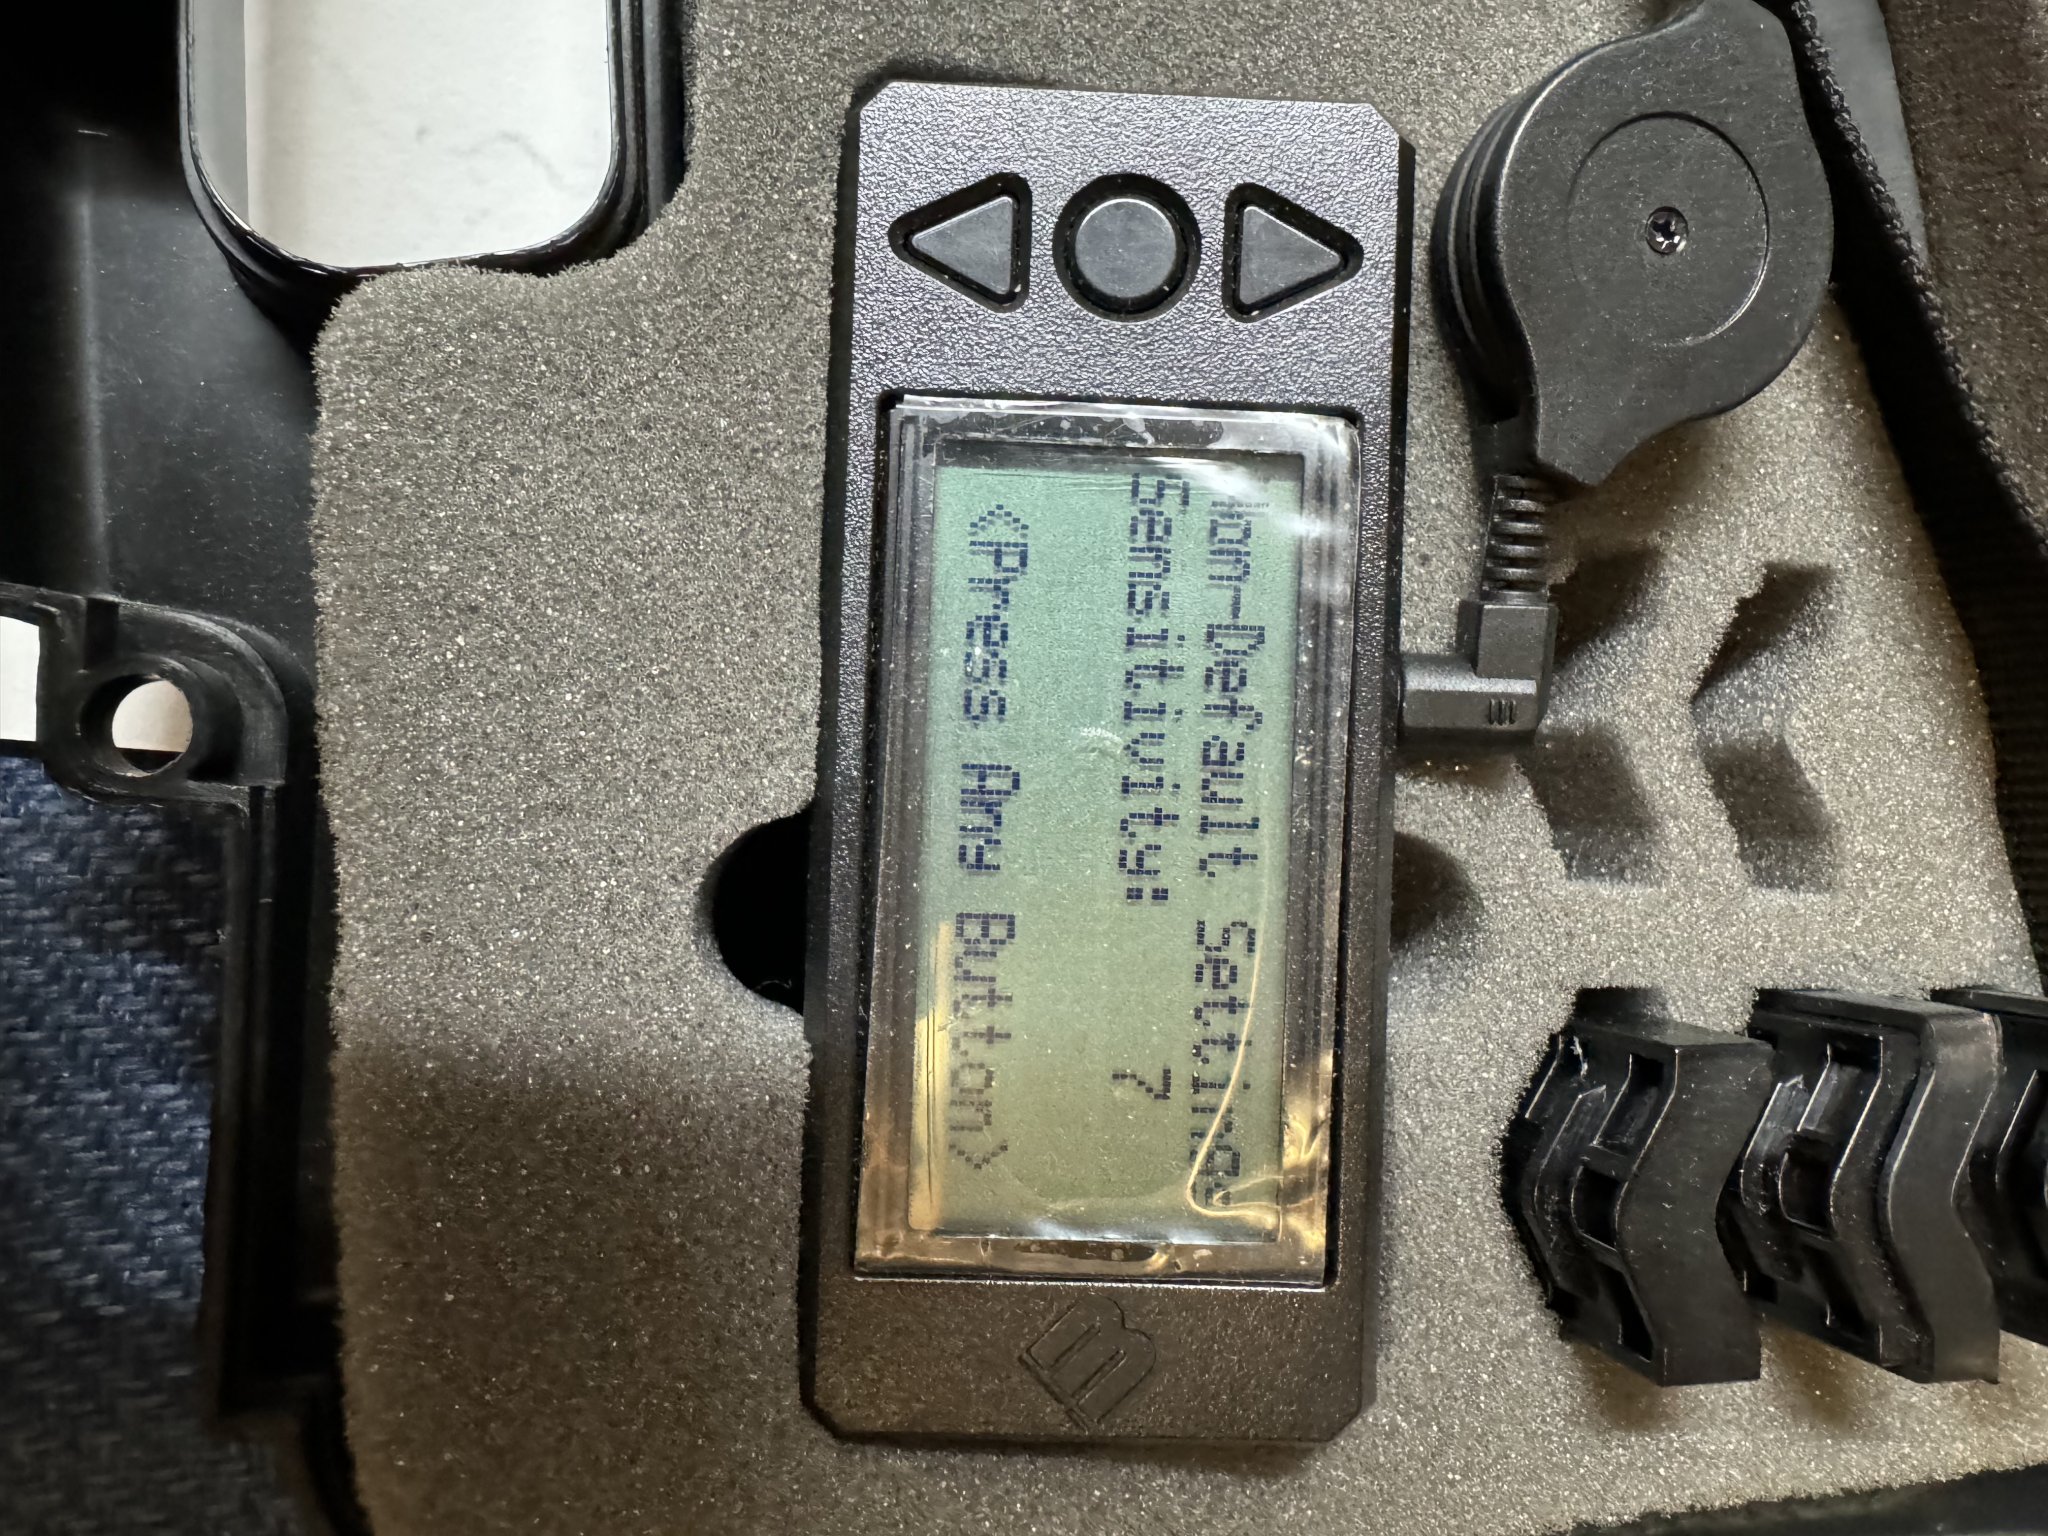 Non-Default Setting
Sensitivity: 7
<Press Any Button>